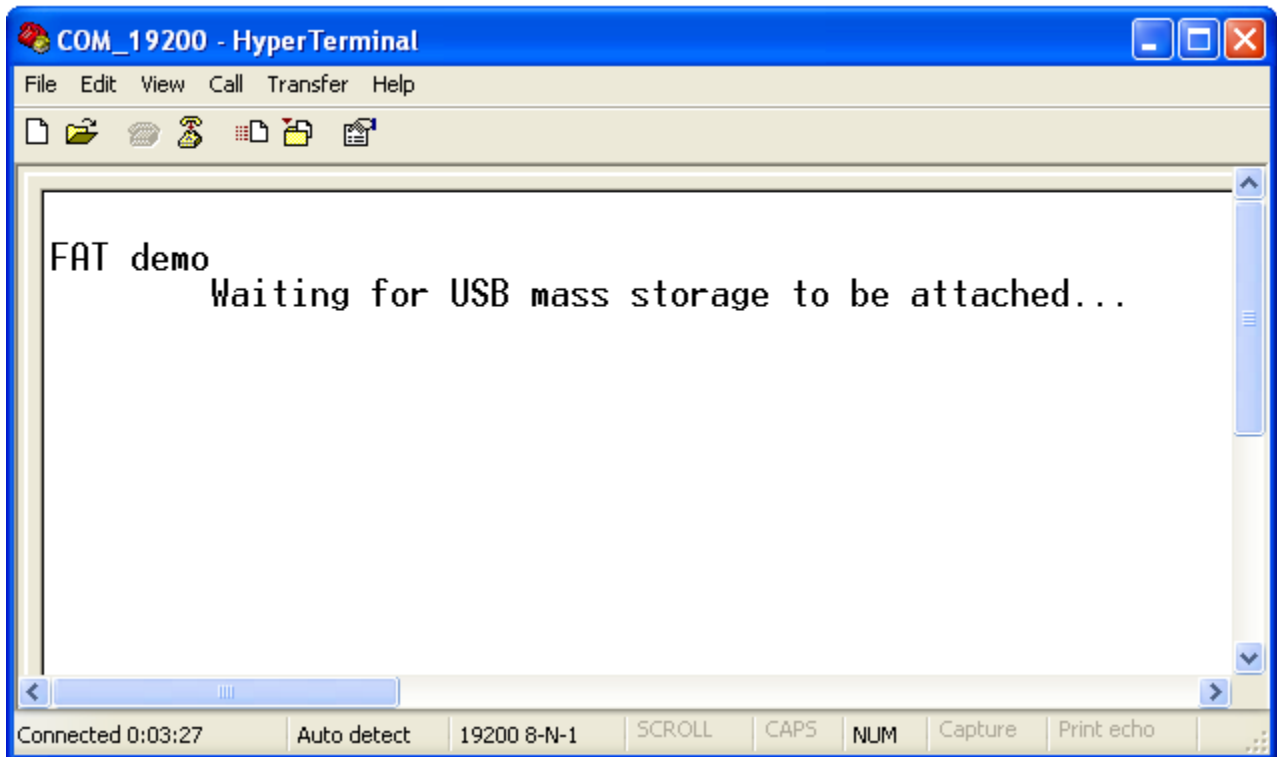 COM_19200 - HyperTerminal
File Edit View Call Transfer Help
FAT demo
Waiting for USB mass storage to be attached...
Connected 0:03:27 Auto detect 19200 8-N-1 SCROLL CAPS NUM Capture Print echo